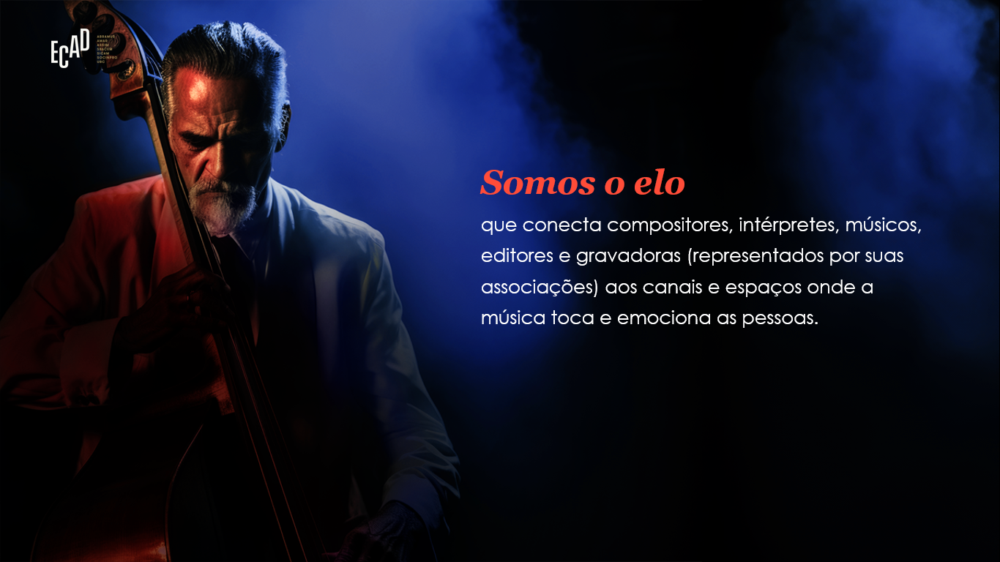 ECAD
ABRAMUS
AMAR
ASSIM
SBACEM
SICAM
SOCINPRO
UBC
Somos o elo
que conecta compositores, intérpretes, músicos,
editores e gravadoras (representados por suas
associações) aos canais e espaços onde a
música toca e emociona as pessoas.